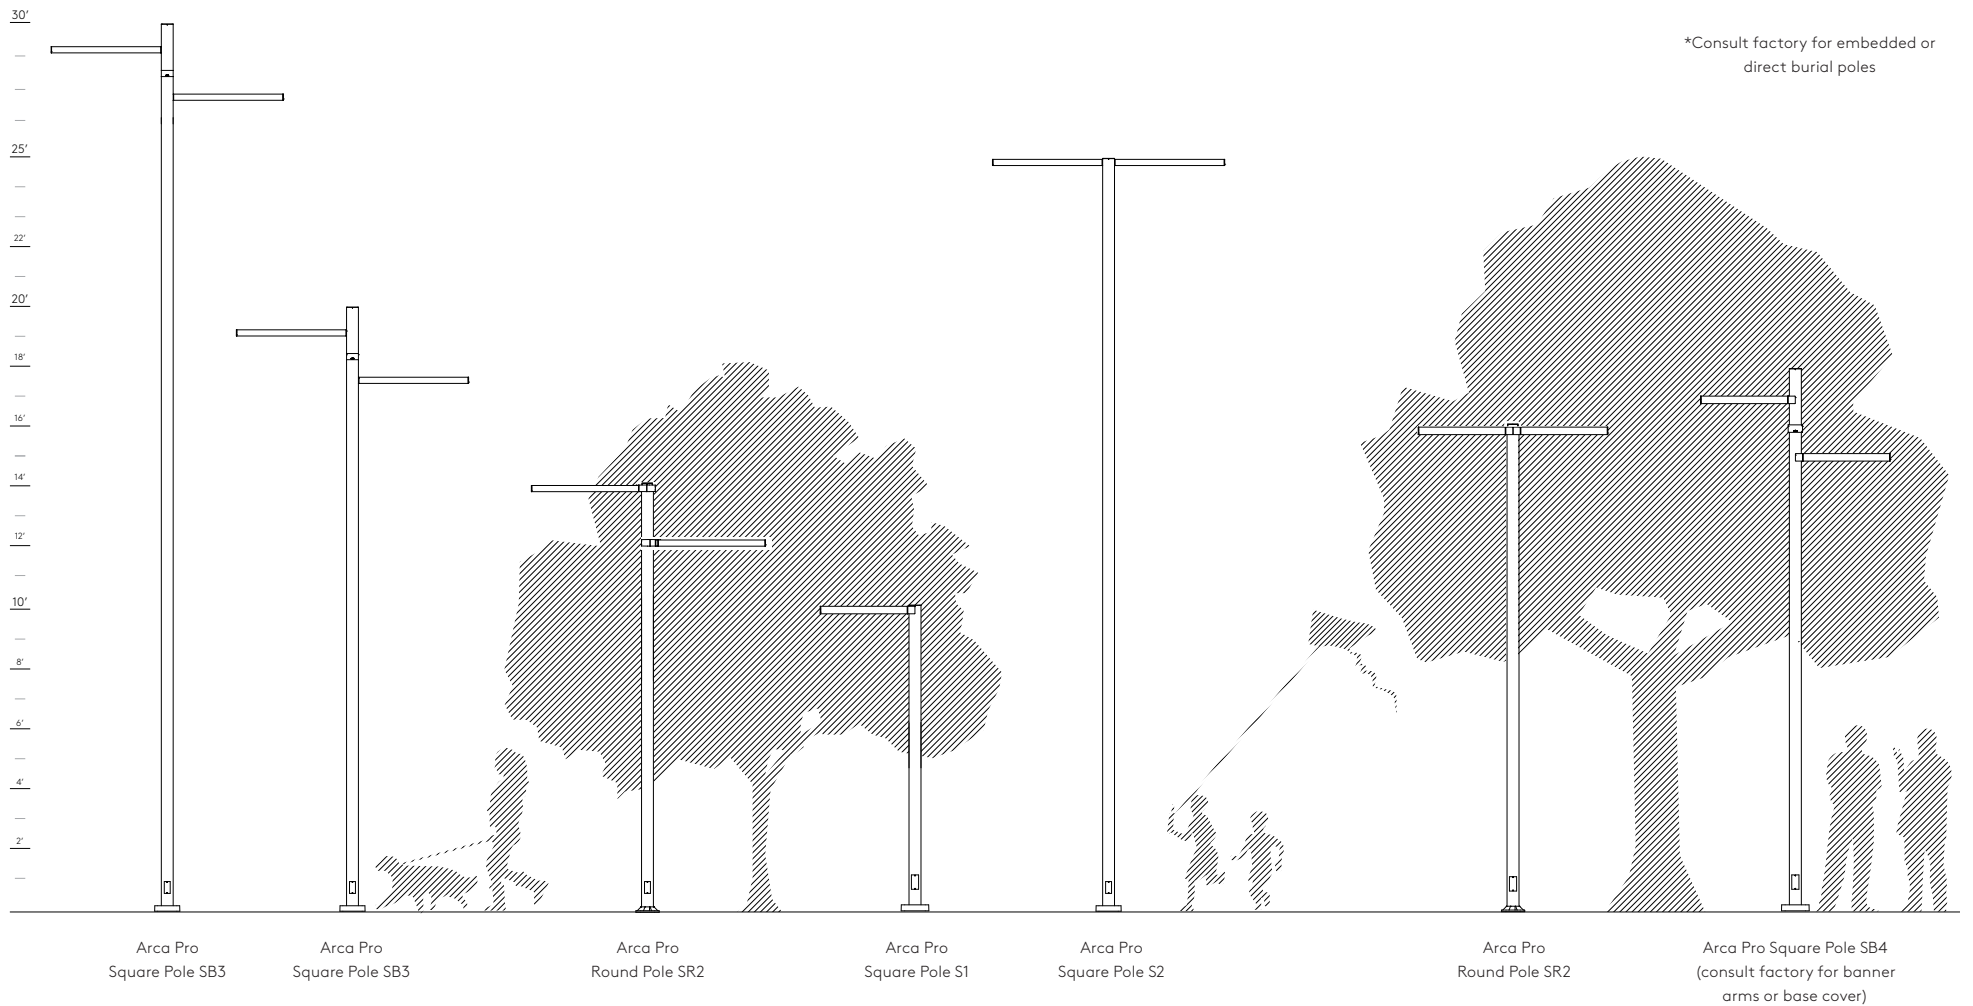 30'
25'
22'
20'
18'
16'
14'
12'
10'
8'
6'
4'
2'
*Consult factory for embedded or
direct burial poles
Arca Pro
Square Pole SB3
Arca Pro
Square Pole SB3
Arca Pro
Round Pole SR2
Arca Pro
Square Pole S1
Arca Pro
Square Pole S2
Arca Pro
Round Pole SR2
Arca Pro Square Pole SB4
(consult factory for banner
arms or base cover)